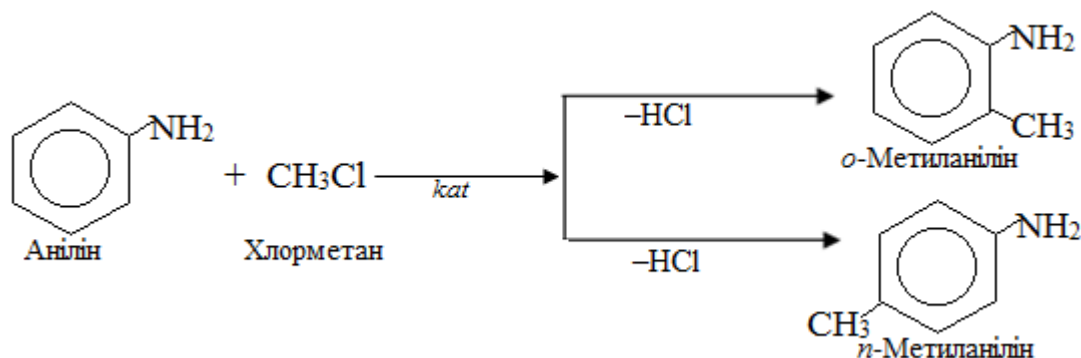 NH2
+ CH3Cl
kat
Анілін
Хлорметан
–HCl
NH2
CH3
о-Метиланілін
–HCl
NH2
CH3
п-Метиланілін